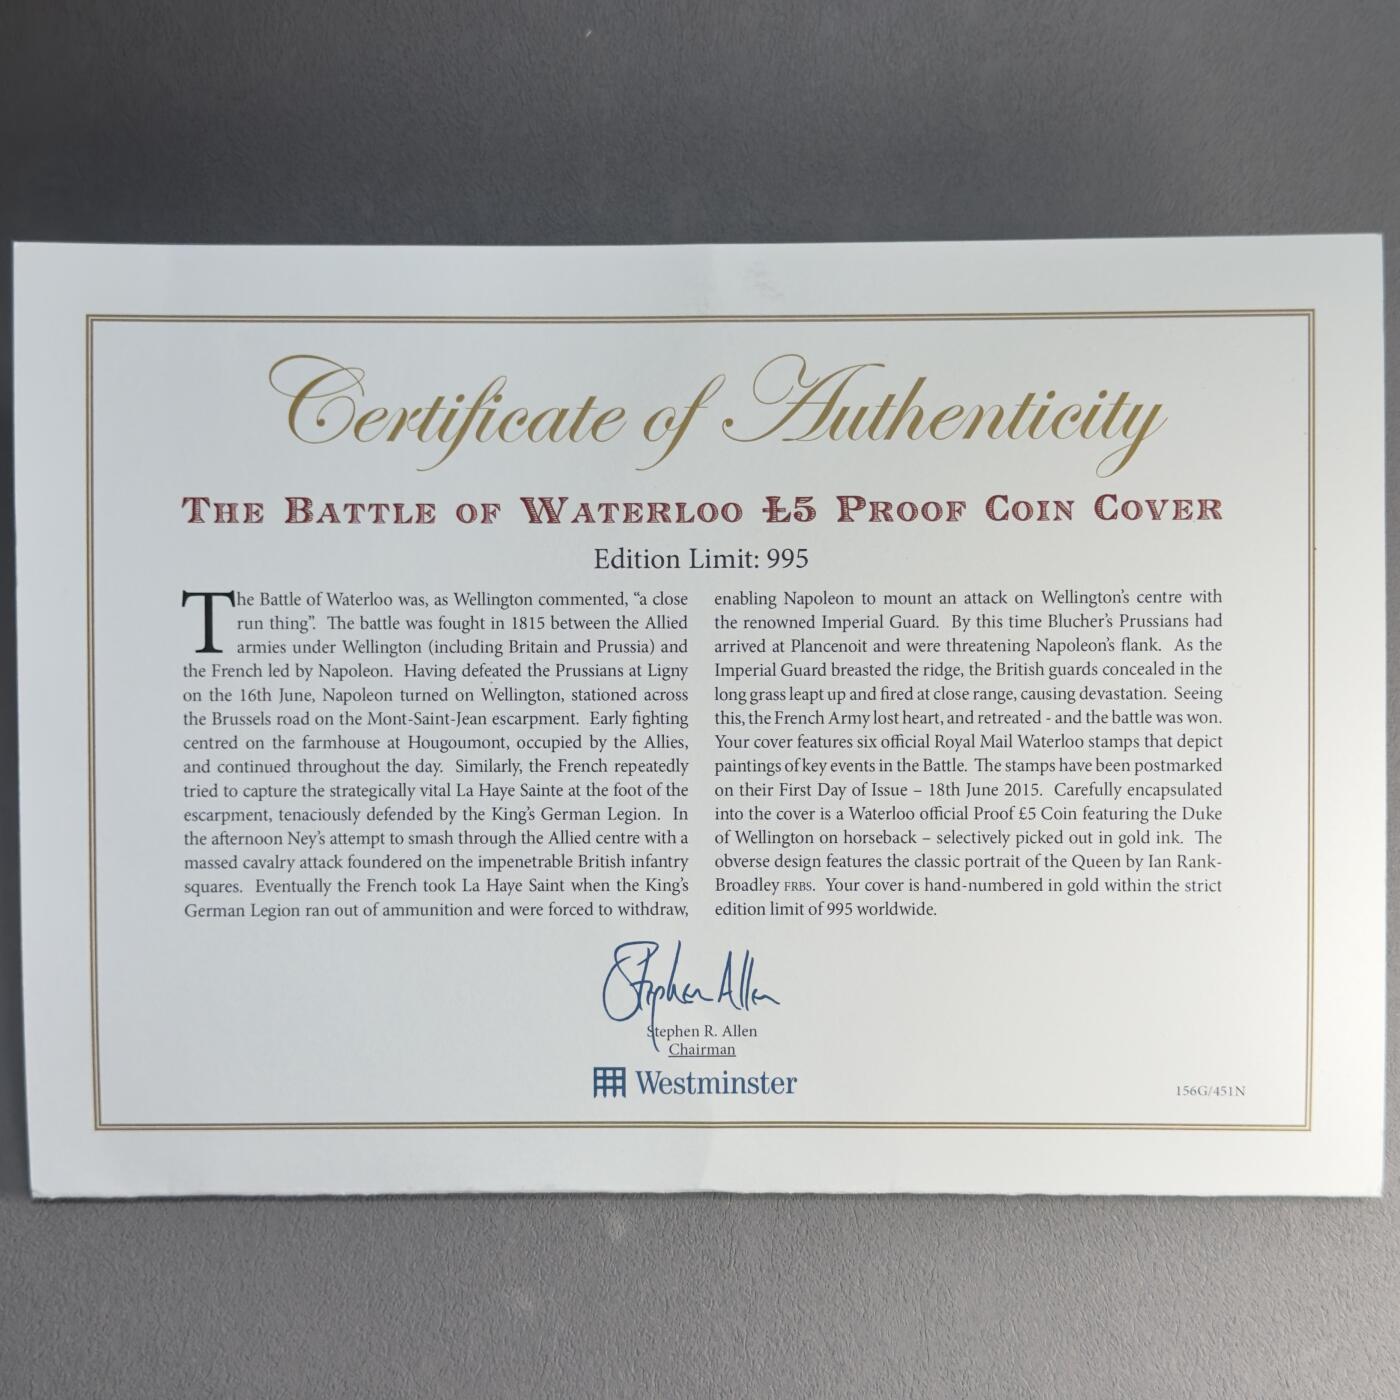 Certificate of Authenticity
The Battle of Waterloo £5 Proof Coin Cover
Edition Limit: 995
The Battle of Waterloo was, as Wellington commented, “a close
run thing”. The battle was fought in 1815 between the Allied
armies under Wellington (including Britain and Prussia) and
the French led by Napoleon. Having defeated the Prussians at Ligny
on the 16th June, Napoleon turned on Wellington, stationed across
the Brussels road on the Mont-Saint-Jean escarpment. Early fighting
centred on the farmhouse at Hougoumont, occupied by the Allies,
and continued throughout the day. Similarly, the French repeatedly
tried to capture the strategically vital La Haye Sainte at the foot of the
escarpment, tenaciously defended by the King’s German Legion. In
the afternoon Ney’s attempt to smash through the Allied centre with a
massed cavalry attack foundered on the impenetrable British infantry
squares. Eventually the French took La Haye Saint when the King’s
German Legion ran out of ammunition and were forced to withdraw,
enabling Napoleon to mount an attack on Wellington’s centre with
the renowned Imperial Guard. By this time Blucher’s Prussians had
arrived at Plancenoit and were threatening Napoleon’s flank. As the
Imperial Guard breasted the ridge, the British guards concealed in the
long grass leapt up and fired at close range, causing devastation. Seeing
this, the French Army lost heart, and retreated - and the battle was won.
Your cover features six official Royal Mail Waterloo stamps that depict
paintings of key events in the Battle. The stamps have been postmarked
on their First Day of Issue – 18th June 2015. Carefully encapsulated
into the cover is a Waterloo official Proof £5 Coin featuring the Duke
of Wellington on horseback – selectively picked out in gold ink. The
obverse design features the classic portrait of the Queen by Ian Rank-
Broadley FRBS. Your cover is hand-numbered in gold within the strict
edition limit of 995 worldwide.
Stephen Allen
Stephen R. Allen
Chairman
Westminster
156G/451N